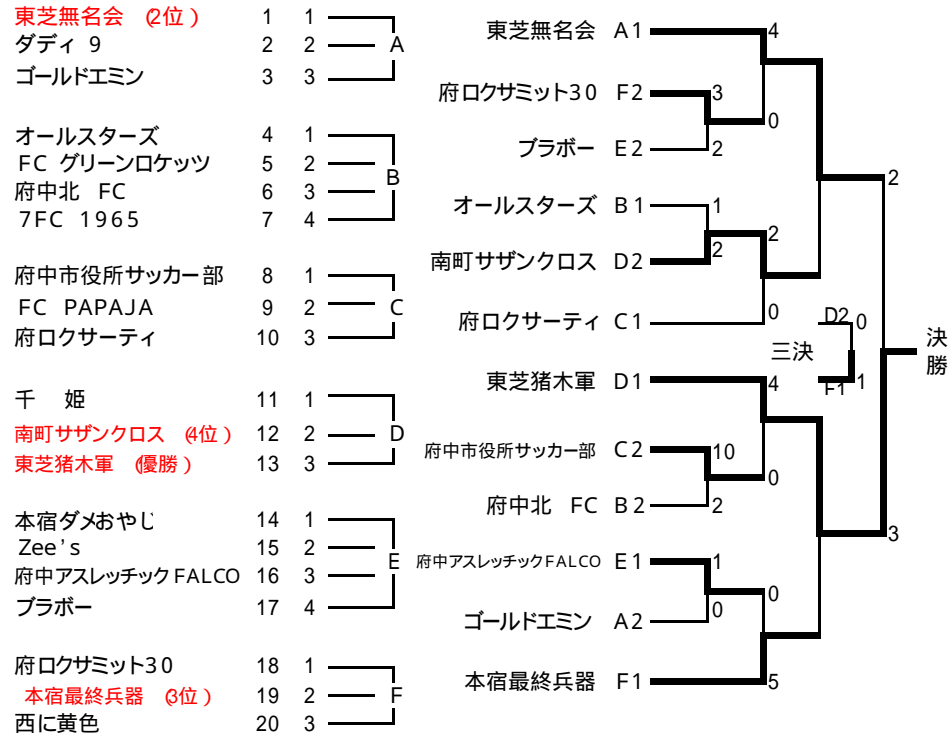 東芝無名会 (2位) 1 1
ダディ 9 2 2 A
ゴールドエミン 3 3
オールスターズ 4 1
FC グリーンロケッツ 5 2
府中北 FC 6 3 B
7FC 1965 7 4
府中市役所サッカー部 8 1
FC PAPAJA 9 2 C
府ロクサーティ 10 3
千 姫 11 1
南町サザンクロス (4位) 12 2 D
東芝猪木軍 (優勝) 13 3
本宿ダメおやじ 14 1
Zee's 15 2
府中アスレチックFALCO 16 3 E
ブラボー 17 4
府ロクサミット30 18 1
本宿最終兵器 (3位) 19 2 F
西に黄色 20 3
東芝無名会 A1 4
府ロクサミット30 F2 3
0
ブラボー E2 2
2
オールスターズ B1 1
2
南町サザンクロス D2 2
府ロクサーティ C1 0
三決
D2 0
F1 1
決勝
東芝猪木軍 D1 4
府中市役所サッカー部 C2 10
0
府中北 FC B2 2
3
府中アスレッチックFALCO E1 1
0
ゴールドエミン A2 0
本宿最終兵器 F1 5